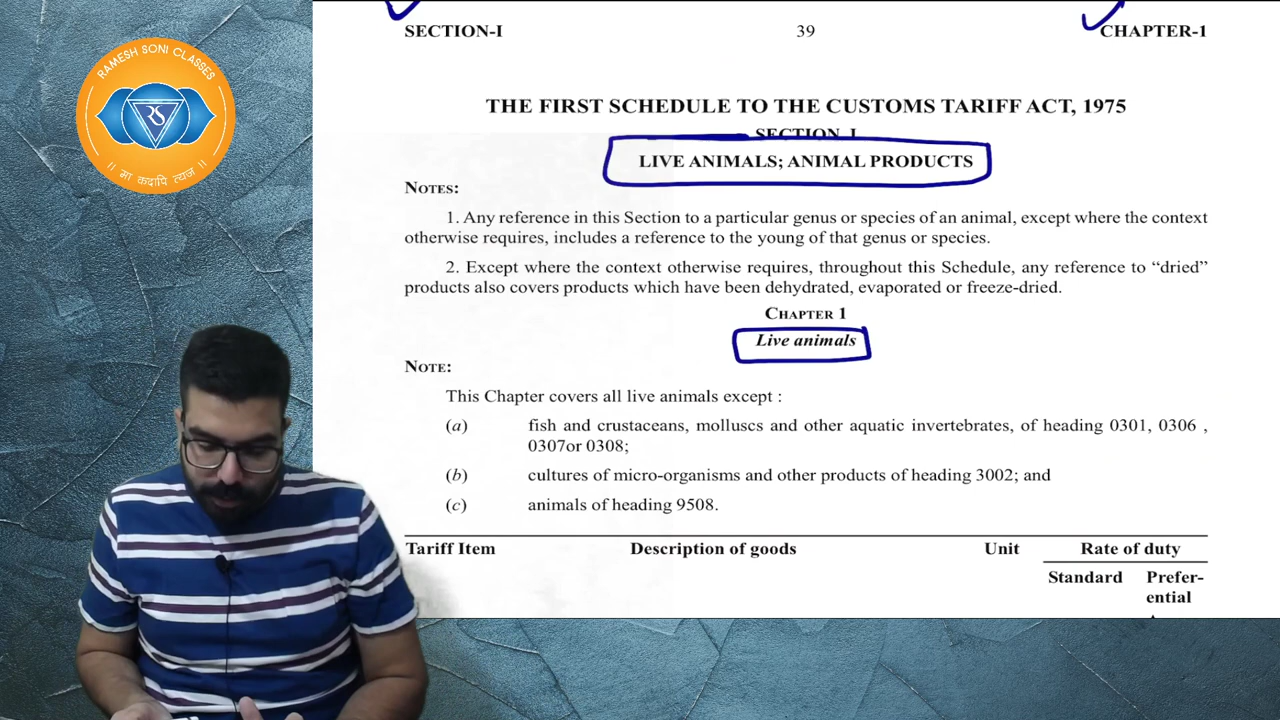 SECTION-I 39 CHAPTER-1
RAMESH SONI CLASSES
स
॥ मा कदापि त्यज ॥
THE FIRST SCHEDULE TO THE CUSTOMS TARIFF ACT, 1975
SECTION I
LIVE ANIMALS; ANIMAL PRODUCTS
NOTES:
1. Any reference in this Section to a particular genus or species of an animal, except where the context
otherwise requires, includes a reference to the young of that genus or species.
2. Except where the context otherwise requires, throughout this Schedule, any reference to “dried”
products also covers products which have been dehydrated, evaporated or freeze-dried.
CHAPTER 1
Live animals
NOTE:
This Chapter covers all live animals except :
(a) fish and crustaceans, molluscs and other aquatic invertebrates, of heading 0301, 0306 ,
0307or 0308;
(b) cultures of micro-organisms and other products of heading 3002; and
(c) animals of heading 9508.
Tariff Item Description of goods Unit Rate of duty
Standard Prefer-
ential